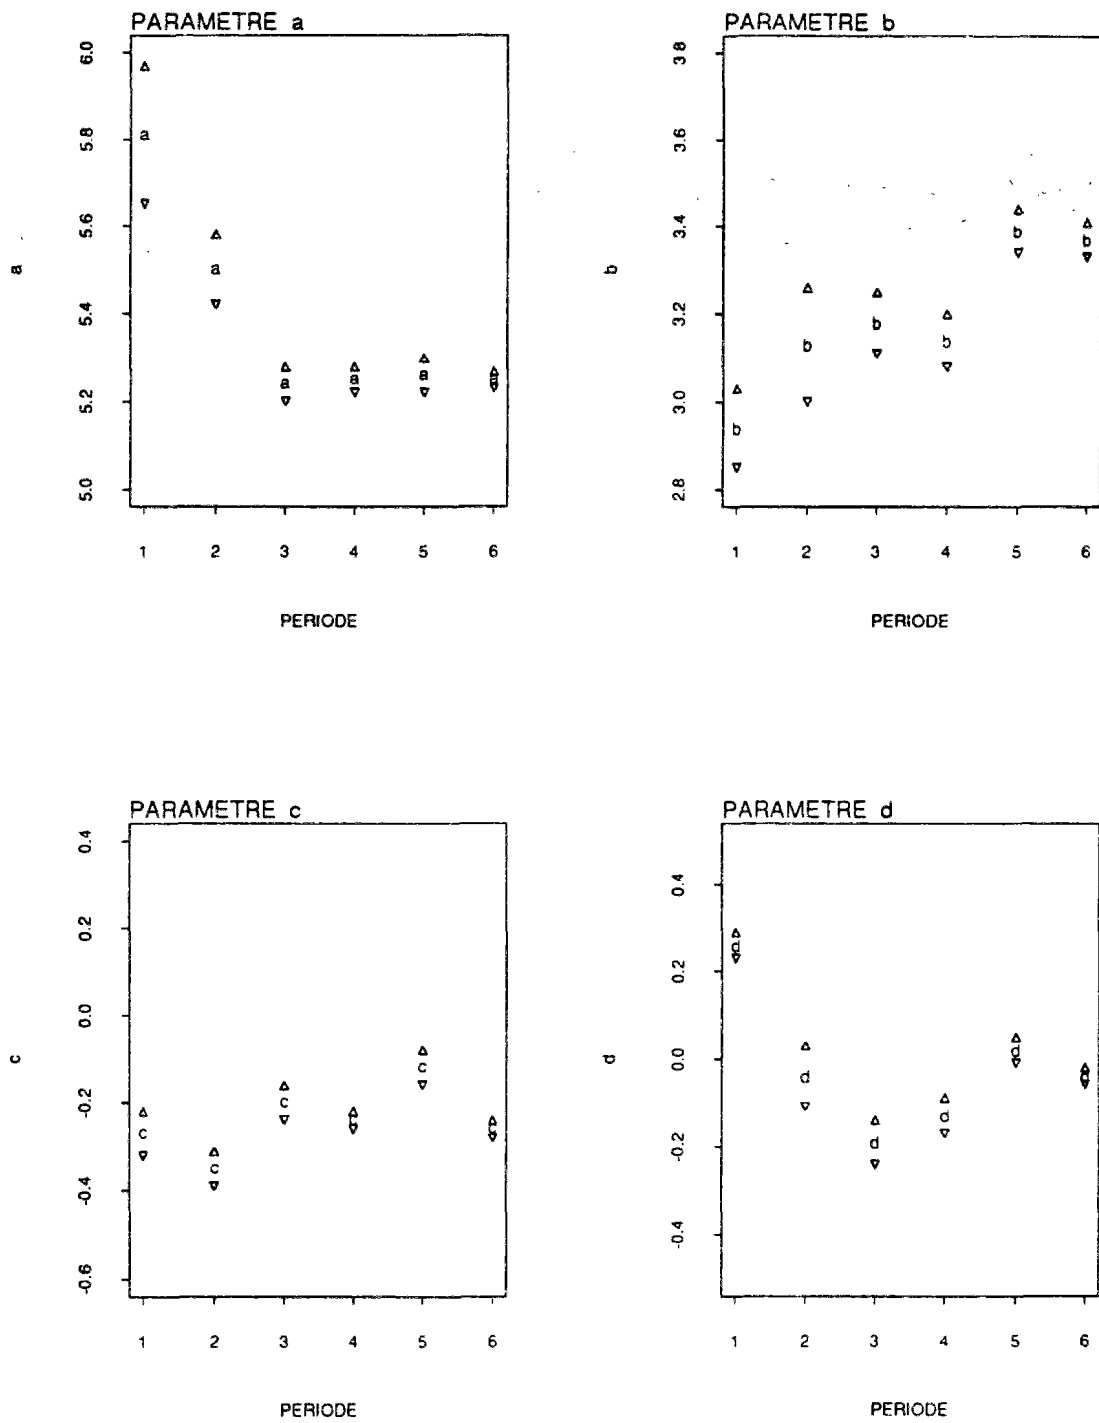 PARAMETRE a
6.0
5.8
5.6
5.4
5.2
5.0
a
a
a
a
a
a
a
1 2 3 4 5 6
PERIODE
PARAMETRE b
3.8
3.6
3.4
3.2
3.0
2.8
b
b
b
b
b
b
b
1 2 3 4 5 6
PERIODE
PARAMETRE c
0.4
0.2
0.0
-0.2
-0.4
-0.6
c
c
c
c
c
c
c
1 2 3 4 5 6
PERIODE
PARAMETRE d
0.4
0.2
0.0
-0.2
-0.4
d
d
d
d
d
d
d
1 2 3 4 5 6
PERIODE